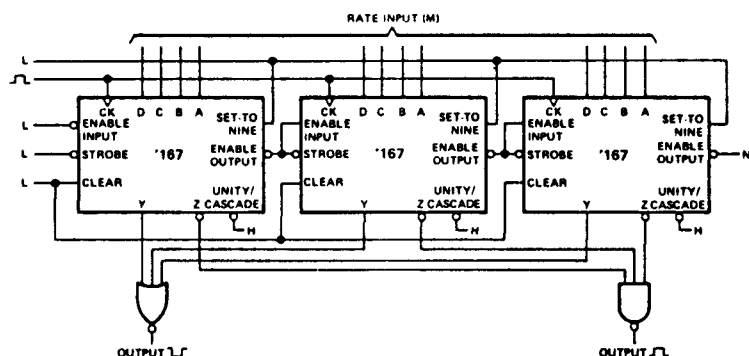 RATE INPUT (M)
L
CK D C B A
ENABLE INPUT
SET-TO NINE
L
STROBE
'167
ENABLE OUTPUT
L
CLEAR
UNITY/ CASCADE
Y Z
H
CK D C B A
ENABLE INPUT
SET-TO NINE
STROBE
'167
ENABLE OUTPUT
CLEAR
UNITY/ CASCADE
Y Z
H
CK D C B A
ENABLE INPUT
SET-TO NINE
STROBE
'167
ENABLE OUTPUT
N
CLEAR
UNITY/ CASCADE
Y Z
H
L
OUTPUT
OUTPUT